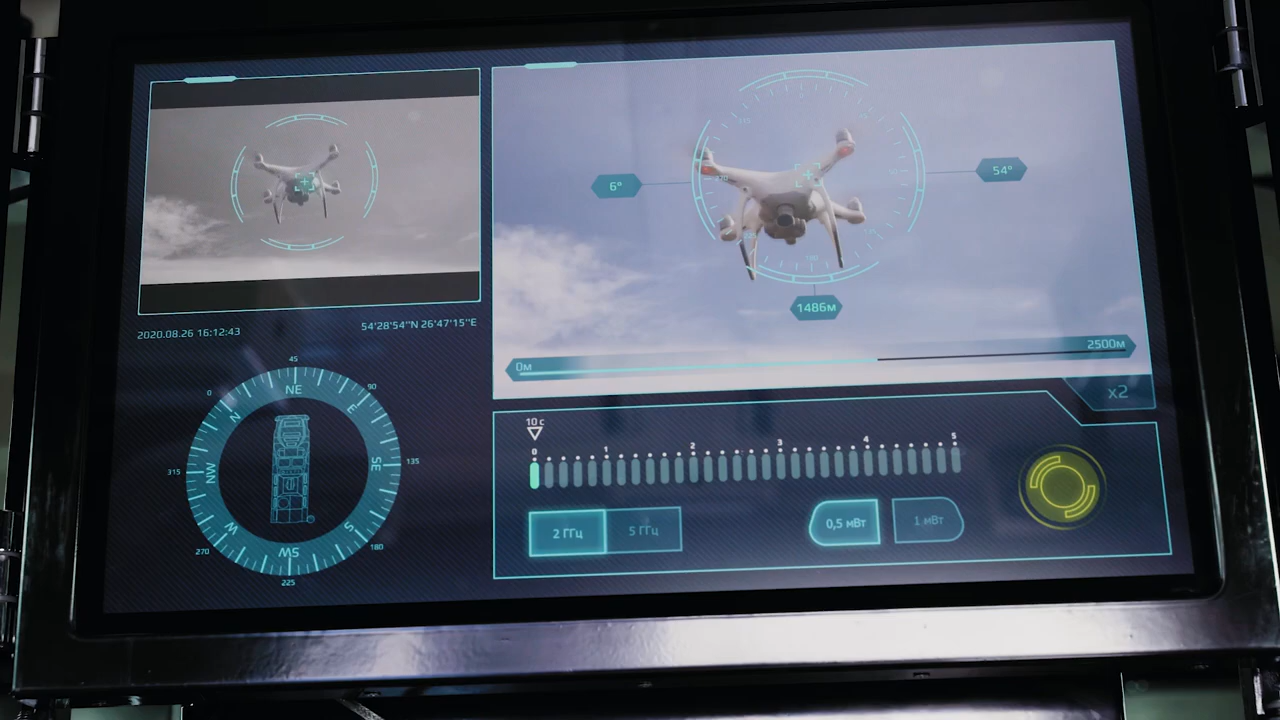 6°
54°
1486м
0м
2500м
x2
2020.08.26 16:12:43
54°28'54''N 26°47'15''E
45
0
90
NE
N
E
315
NW
SE
135
W
S
270
SW
180
225
10 с
0
1
2
3
4
5
2 ГГц
5 ГГц
0,5 мВт
1 мВт